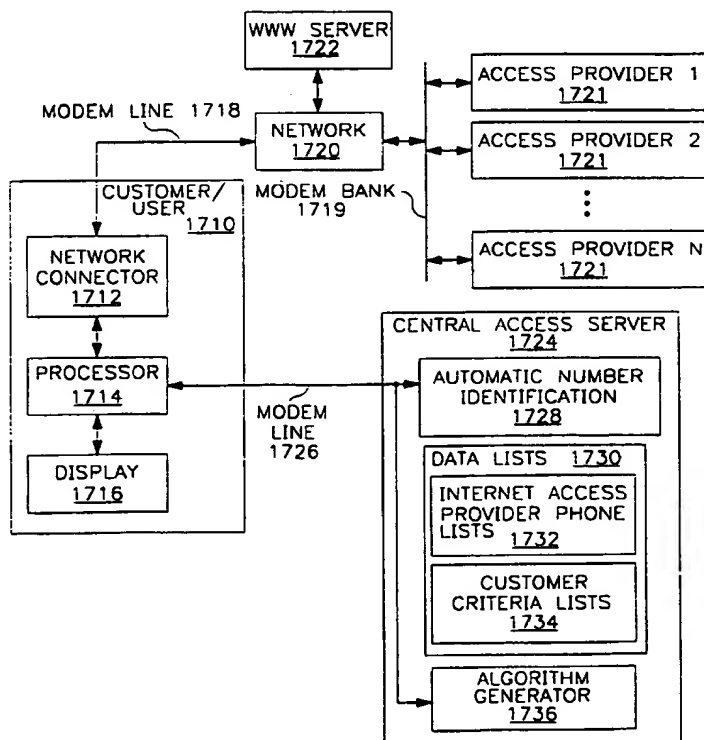 WWW SERVER
1722
MODEM LINE 1718
NETWORK
1720
ACCESS PROVIDER 1
1721
ACCESS PROVIDER 2
1721
MODEM BANK
1719
ACCESS PROVIDER N
1721
CUSTOMER/
USER
1710
NETWORK
CONNECTOR
1712
PROCESSOR
1714
DISPLAY
1716
MODEM
LINE
1726
CENTRAL ACCESS SERVER
1724
AUTOMATIC NUMBER
IDENTIFICATION
1728
DATA LISTS 1730
INTERNET ACCESS
PROVIDER PHONE
LISTS 1732
CUSTOMER
CRITERIA LISTS
1734
ALGORITHM
GENERATOR
1736